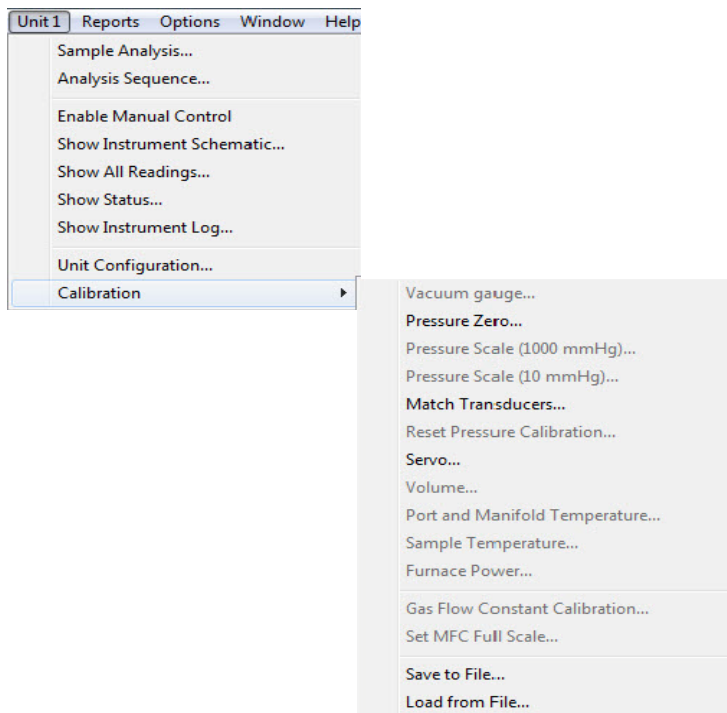 Unit 1 Reports Options Window Help
Sample Analysis...
Analysis Sequence...
Enable Manual Control
Show Instrument Schematic...
Show All Readings...
Show Status...
Show Instrument Log...
Unit Configuration...
Calibration
Vacuum gauge...
Pressure Zero...
Pressure Scale (1000 mmHg)...
Pressure Scale (10 mmHg)...
Match Transducers...
Reset Pressure Calibration...
Servo...
Volume...
Port and Manifold Temperature...
Sample Temperature...
Furnace Power...
Gas Flow Constant Calibration...
Set MFC Full Scale...
Save to File...
Load from File...